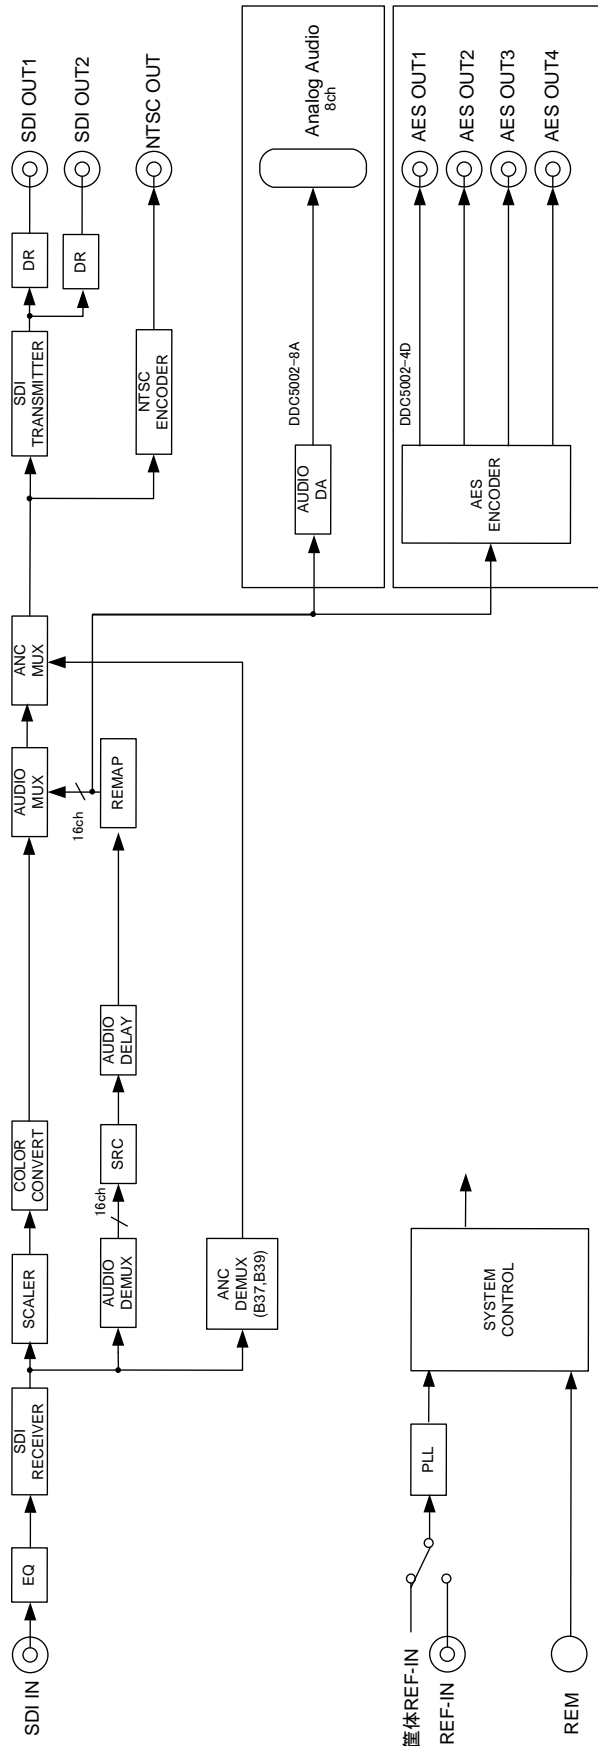 SDI IN
EQ
SDI
RECEIVER
SCALER
COLOR
CONVERT
AUDIO
MUX
ANC
MUX
SDI
TRANSMITTER
DR
SDI OUT1
DR
SDI OUT2
NTSC
ENCODER
NTSC OUT
AUDIO
DEMUX
16ch
SRC
AUDIO
DELAY
REMAP
16ch
ANC
DEMUX
(B37,B39)
AUDIO
DA
DDC5002-8A
Analog Audio
8ch
AES
ENCODER
DDC5002-4D
AES OUT1
AES OUT2
AES OUT3
AES OUT4
筐体REF-IN
REF-IN
PLL
SYSTEM
CONTROL
REM